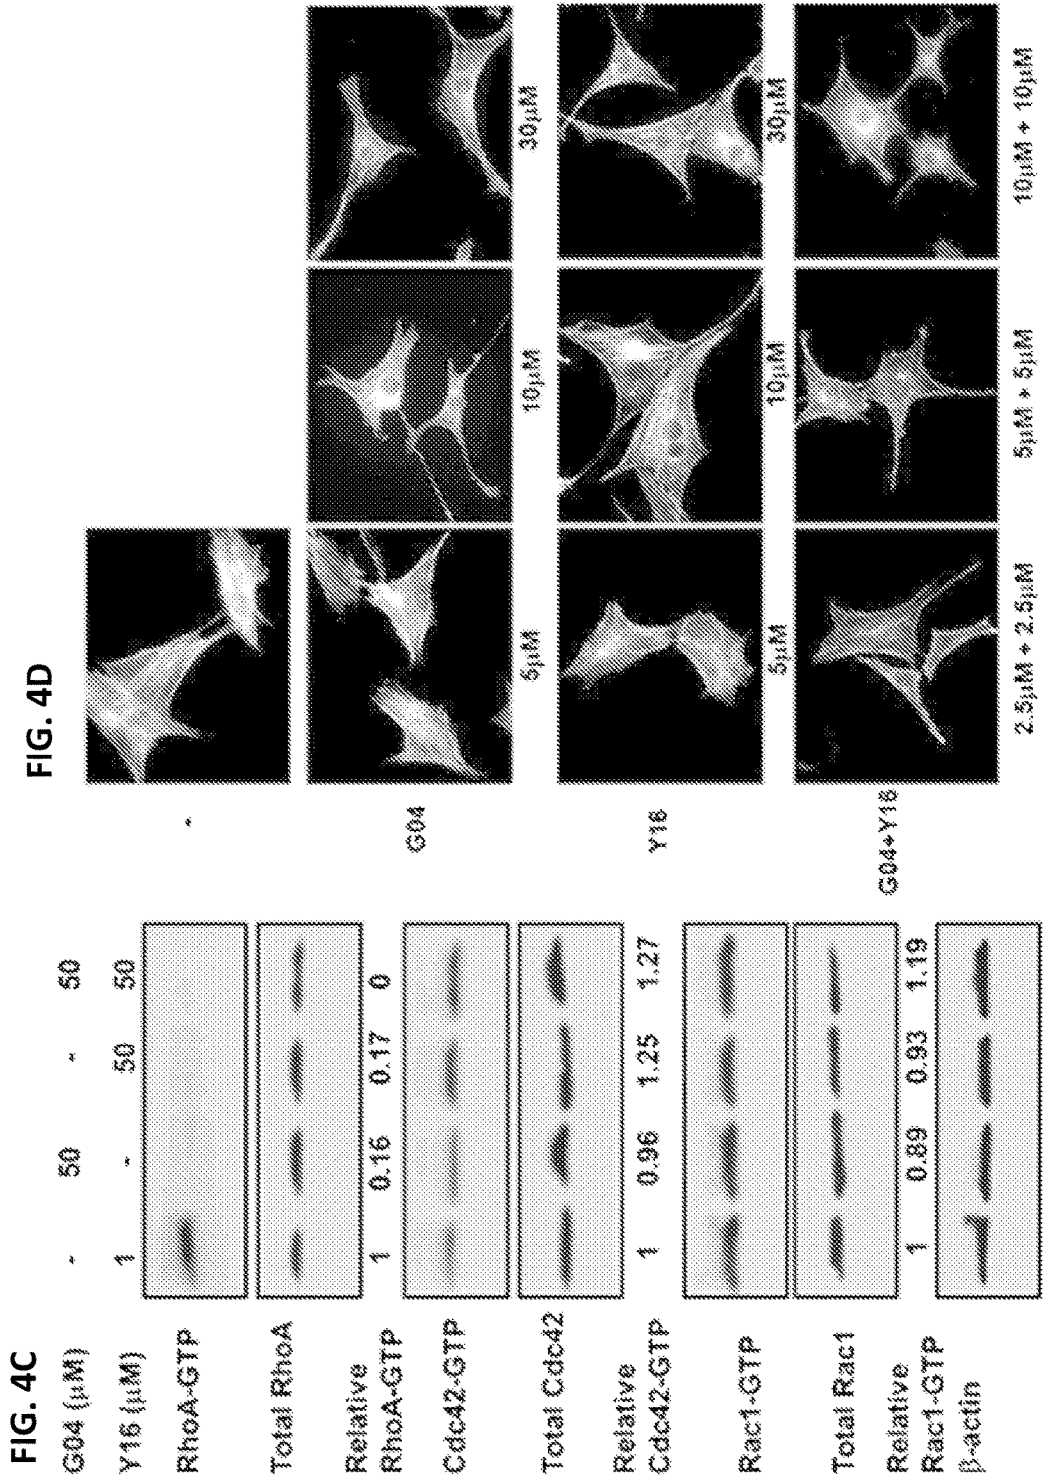 FIG. 4C
G04 (µM) - 50 - 50
Y16 (µM) 1 - 50 50
RhoA-GTP
Total RhoA
Relative
RhoA-GTP 1 0.16 0.17 0
Cdc42-GTP
Total Cdc42
Relative
Cdc42-GTP 1 0.96 1.25 1.27
Rac1-GTP
Total Rac1
Relative
Rac1-GTP 1 0.89 0.93 1.19
β-actin
FIG. 4D
-
G04
5µM 10µM 30µM
Y16
5µM 10µM 30µM
G04+Y16
2.5µM + 2.5µM 5µM + 5µM 10µM + 10µM